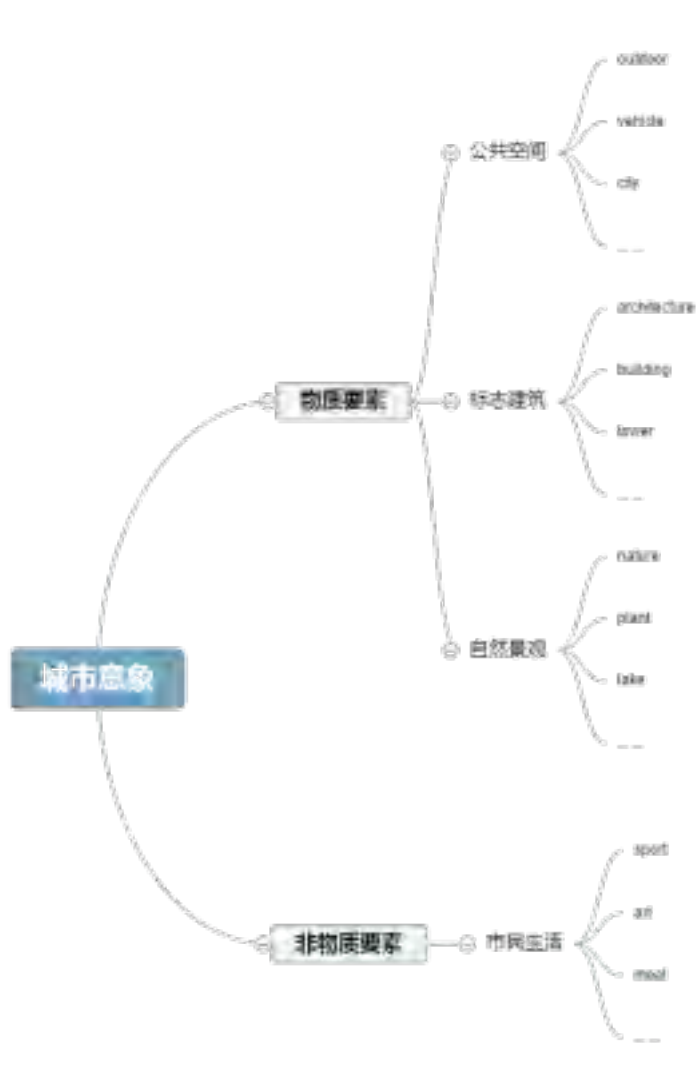 outdoor
vehicle
公共空间
city
... ...
architecture
building
物质要素
标志建筑
tower
... ...
nature
plant
自然景观
lake
... ...
城市意象
sport
art
非物质要素
市民生活
meal
... ...